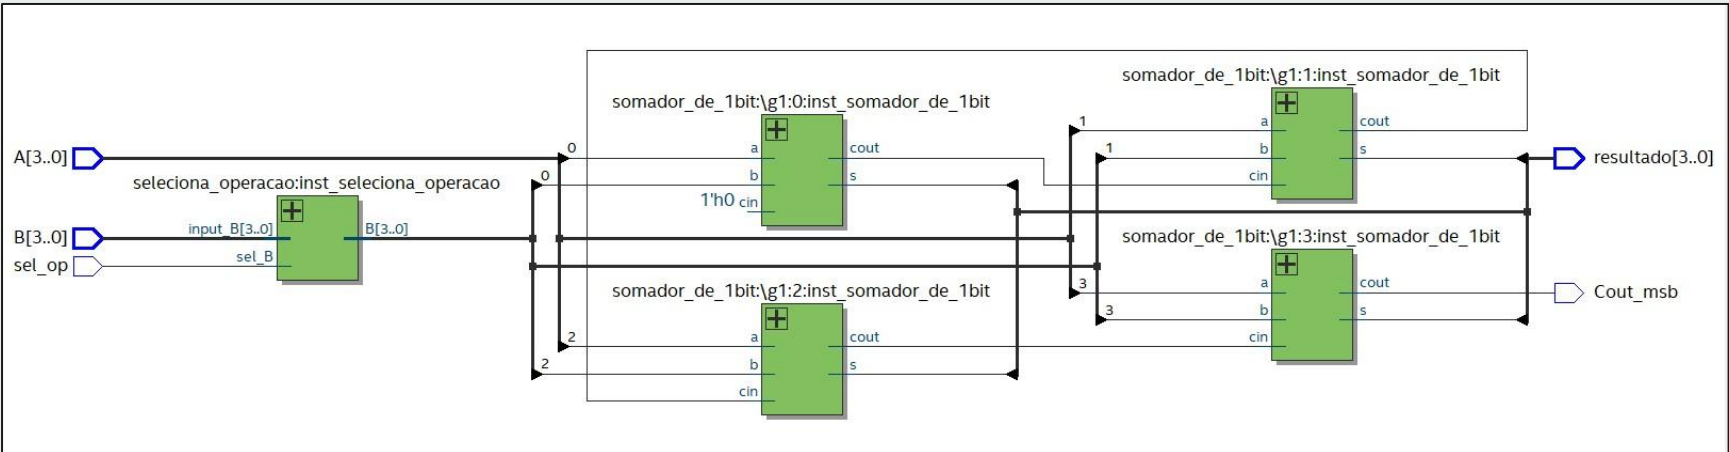 A[3..0]
B[3..0]
sel_op
seleciona_operacao:inst_seleciona_operacao
input_B[3..0]
sel_B
B[3..0]
somador_de_1bit:\g1:0:inst_somador_de_1bit
0
0
a
b
1'h0 cin
cout
s
somador_de_1bit:\g1:2:inst_somador_de_1bit
2
2
a
b
cin
cout
s
somador_de_1bit:\g1:1:inst_somador_de_1bit
1
1
a
b
cin
cout
s
somador_de_1bit:\g1:3:inst_somador_de_1bit
3
3
a
b
cin
cout
s
resultado[3..0]
Cout_msb